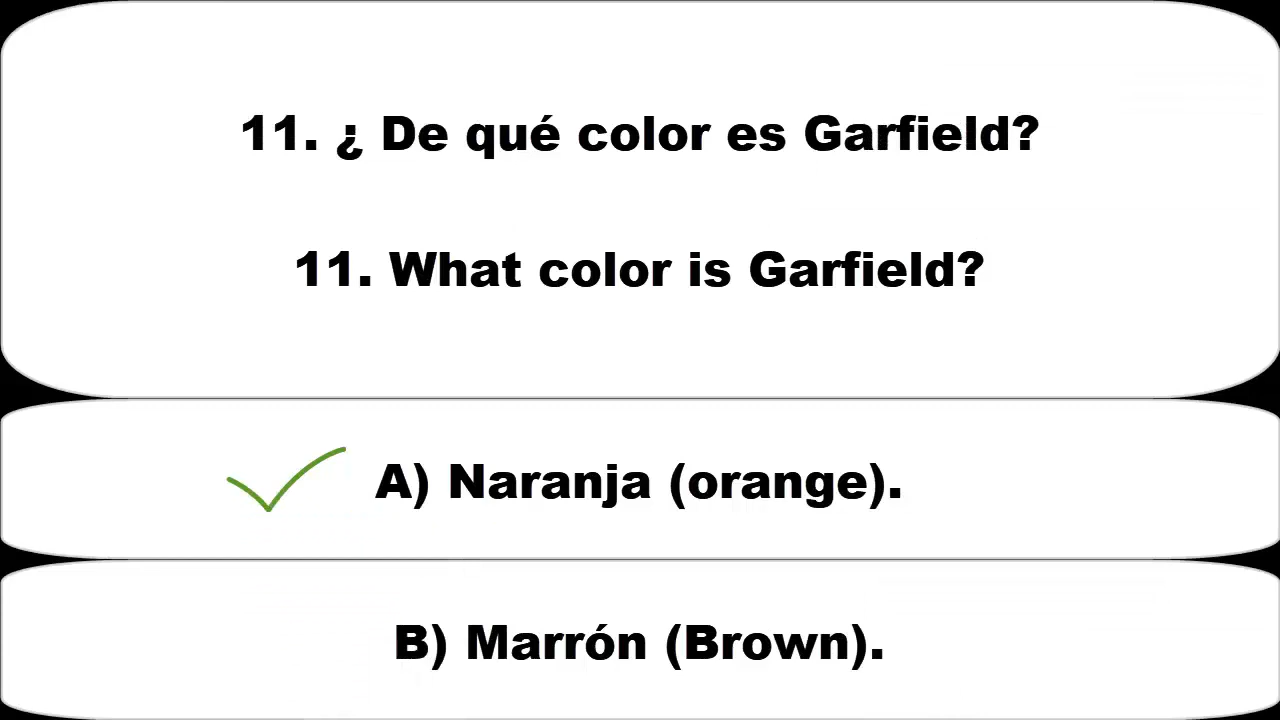 11. ¿ De qué color es Garfield?
11. What color is Garfield?
A) Naranja (orange).
B) Marrón (Brown).